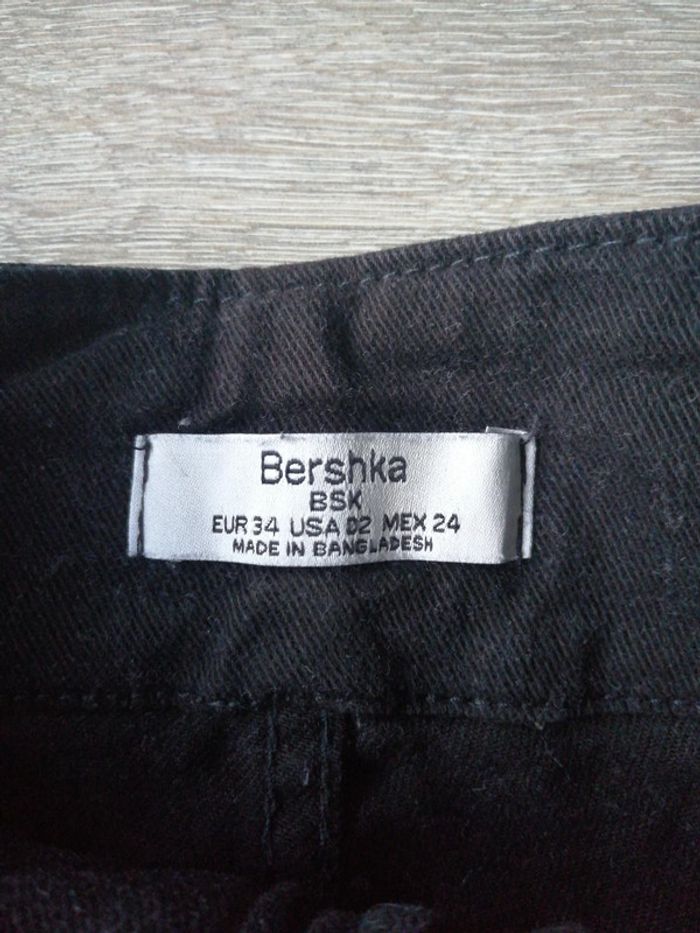 Bershka
BSK
EUR 34 USA 02 MEX 24
MADE IN BANGLADESH